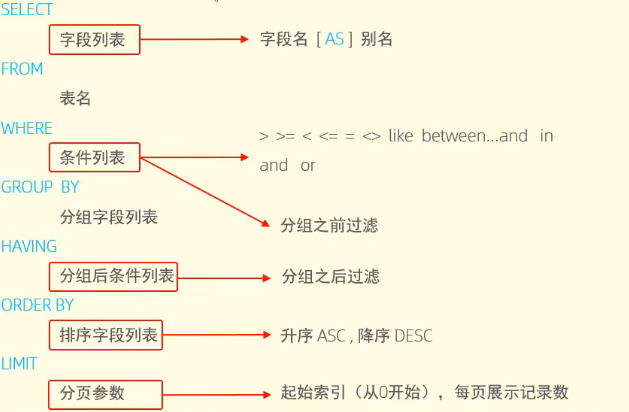 SELECT
字段列表 字段名 [ AS ] 别名
FROM
表名
WHERE
> >= < <= = <> like between...and in
条件列表
and or
GROUP BY
分组字段列表
分组之前过滤
HAVING
分组后条件列表 分组之后过滤
ORDER BY
排序字段列表 升序 ASC , 降序 DESC
LIMIT
分页参数 起始索引（从0开始），每页展示记录数